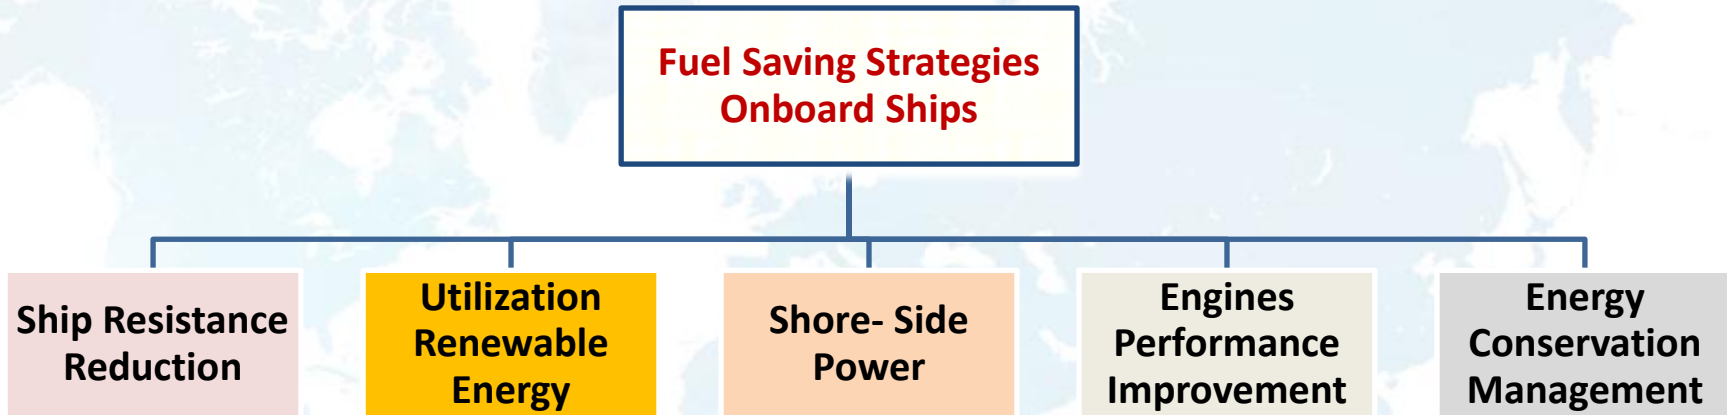 Fuel Saving Strategies
Onboard Ships
Ship Resistance
Reduction
Utilization
Renewable
Energy
Shore- Side
Power
Engines
Performance
Improvement
Energy
Conservation
Management